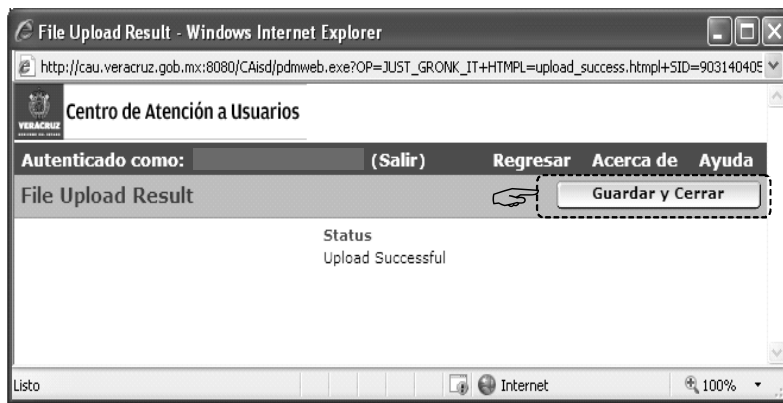 File Upload Result - Windows Internet Explorer
http://cau.veracruz.gob.mx:8080/CAisd/pdmweb.exe?OP=JUST_GRONK_IT+HTMPL=upload_success.htmpl+SID=903140405
VERACRUZ
Centro de Atención a Usuarios
Autenticado como: (Salir) Regresar Acerca de Ayuda
File Upload Result Guardar y Cerrar
Status
Upload Successful
Listo Internet 100%